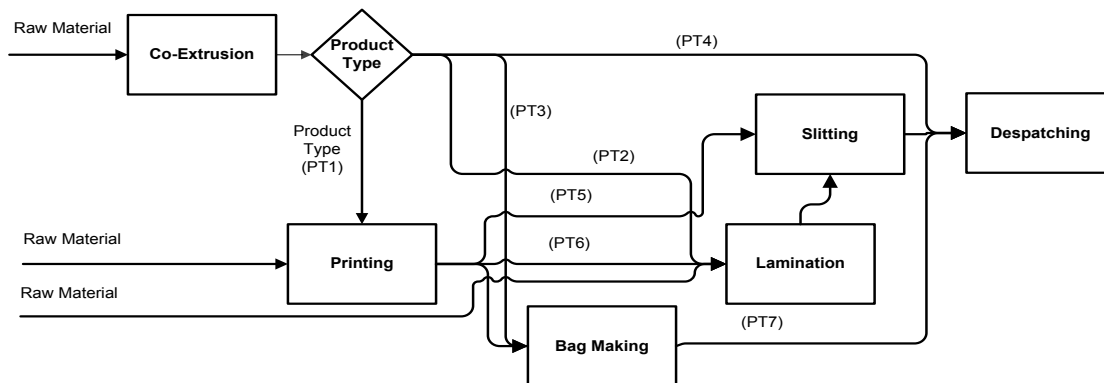 Raw Material
Co-Extrusion
Product
Type
(PT4)
(PT3)
Product
Type
(PT1)
Slitting
Despatching
(PT2)
(PT5)
Raw Material
Printing
(PT6)
Lamination
Raw Material
(PT7)
Bag Making